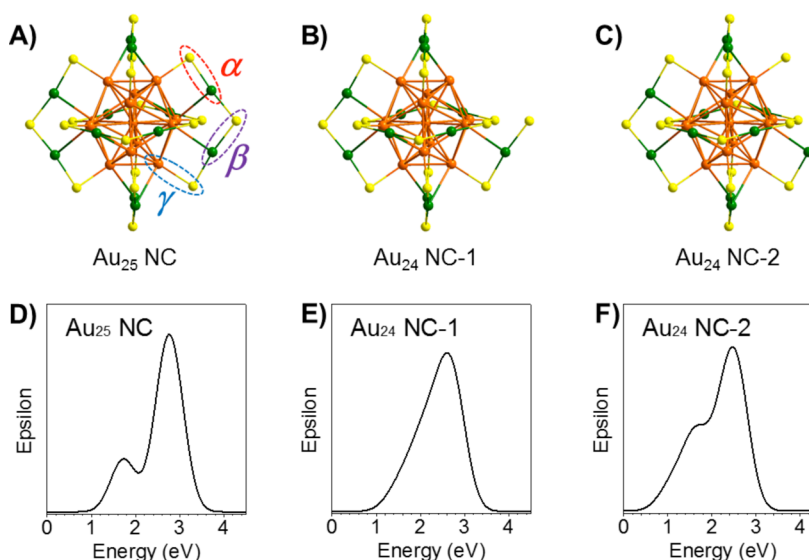 A)
B)
C)
α
β
γ
Au₂₅ NC
Au₂₄ NC-1
Au₂₄ NC-2
D)
E)
F)
Au₂₅ NC
Au₂₄ NC-1
Au₂₄ NC-2
Epsilon
Epsilon
Epsilon
0 1 2 3 4
0 1 2 3 4
0 1 2 3 4
Energy (eV)
Energy (eV)
Energy (eV)